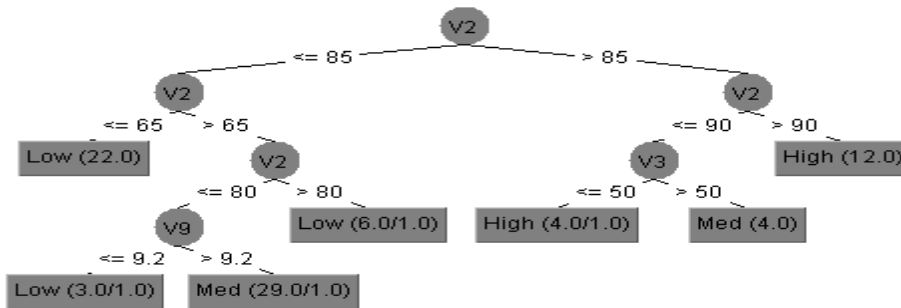 V2
<= 85 > 85
V2 V2
<= 65 > 65 <= 90 > 90
Low (22.0) V2 V3 High (12.0)
<= 80 > 80 <= 50 > 50
V9 Low (6.0/1.0) High (4.0/1.0) Med (4.0)
<= 9.2 > 9.2
Low (3.0/1.0) Med (29.0/1.0)